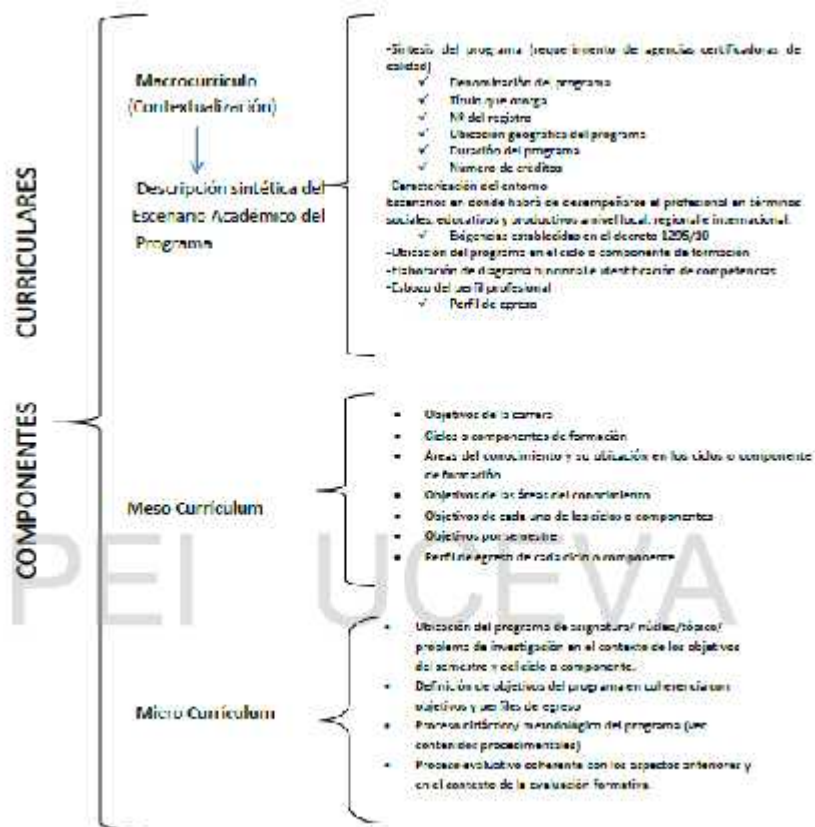 COMPONENTES CURRICULARES
Macrocurrículo
(Contextualización)
Descripción sintética del
Escenario Académico del
Programa
-Síntesis del programa (requerimiento de agencias certificadoras de
calidad)
✓ Denominación del programa
✓ Título que otorga
✓ Nº del registro
✓ Ubicación geográfica del programa
✓ Duración del programa
✓ Número de créditos
-Caracterización del entorno
Escenarios en donde habrá de desempeñarse el profesional en términos
sociales, educativos y productivos a nivel local, regional e internacional.
✓ Exigencias establecidas en el decreto 1295/10
-Ubicación del programa en el ciclo o componente de formación
-Elaboración de diagrama funcional e identificación de competencias
-Esbozo del perfil profesional
✓ Perfil de egreso
Meso Currículum
• Objetivos de la carrera
• Ciclos o componentes de formación
• Áreas del conocimiento y su ubicación en los ciclos o componente
de formación
• Objetivos de las áreas del conocimiento
• Objetivos de cada uno de los ciclos o componentes
• Objetivos por semestre
• Perfil de egreso de cada ciclo o componente
PEI UCEVA
Micro Currículum
• Ubicación del programa de asignatura/ núcleo/tópico/
problema de investigación en el contexto de los objetivos
del semestre y del ciclo o componente.
• Definición de objetivos del programa en coherencia con
objetivos y perfiles de egreso
• Proceso didáctico/ metodológico del programa (ver
contenidos procedimentales)
• Proceso evaluativo coherente con los aspectos anteriores y
en el contexto de la evaluación formativa.